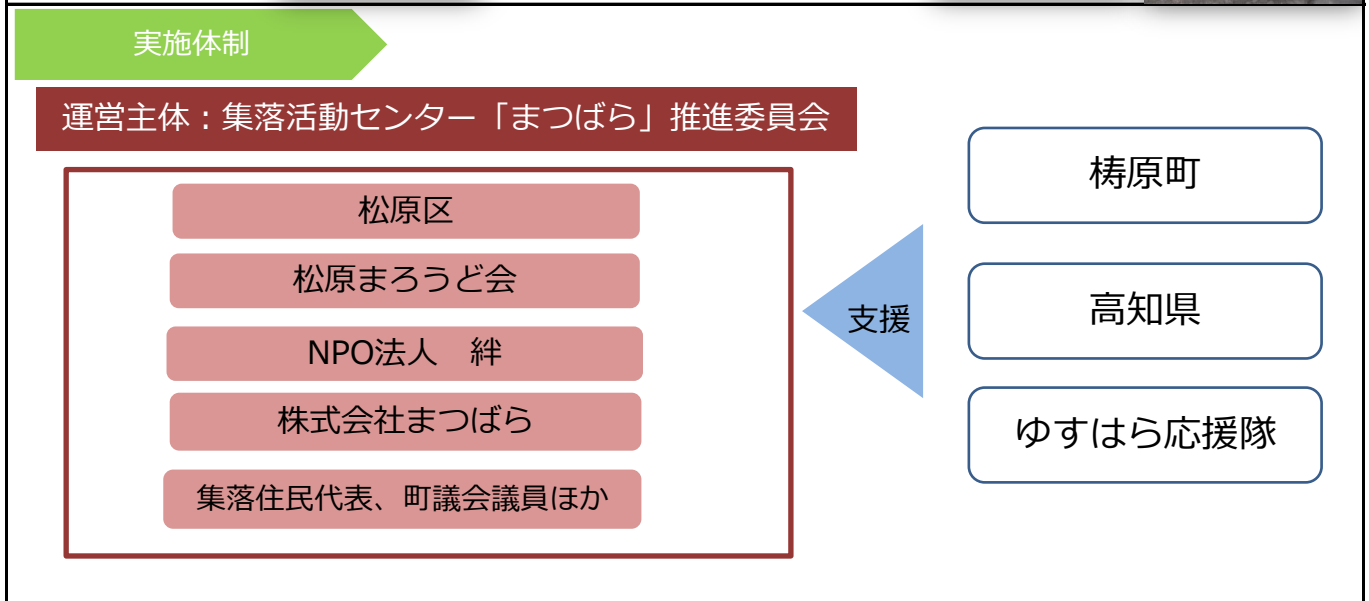 実施体制
運営主体：集落活動センター「まつばら」推進委員会
松原区
松原まろうど会
NPO法人　絆
株式会社まつばら
集落住民代表、町議会議員ほか
支援
梼原町
高知県
ゆすはら応援隊